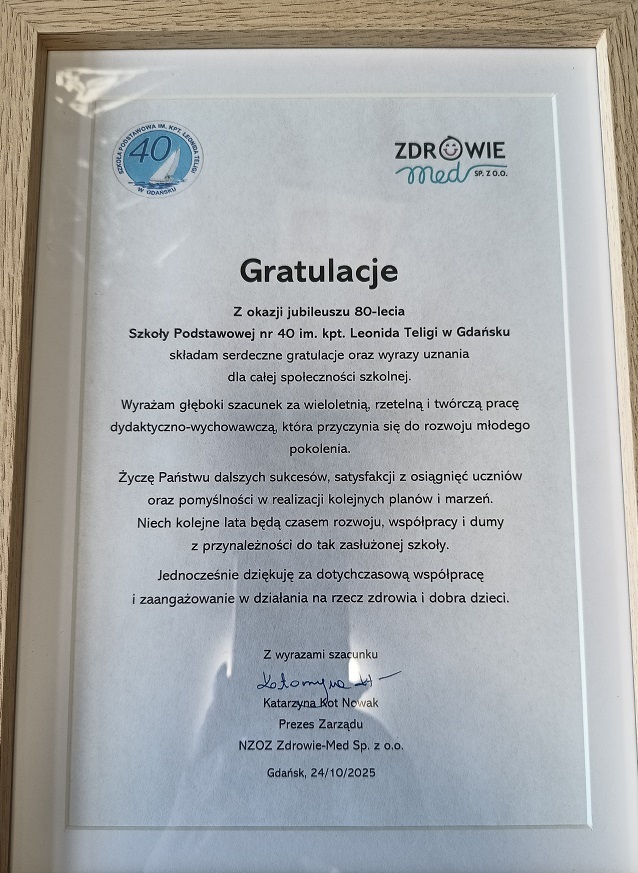 SZKOŁA PODSTAWOWA IM. KPT. LEONIDA TELIGI
40
W GDAŃSKU
ZDROWIE
med SP. Z O.O.
Gratulacje
Z okazji jubileuszu 80-lecia
Szkoły Podstawowej nr 40 im. kpt. Leonida Teligi w Gdańsku
składam serdeczne gratulacje oraz wyrazy uznania
dla całej społeczności szkolnej.
Wyrażam głęboki szacunek za wieloletnią, rzetelną i twórczą pracę
dydaktyczno-wychowawczą, która przyczynia się do rozwoju młodego
pokolenia.
Życzę Państwu dalszych sukcesów, satysfakcji z osiągnięć uczniów
oraz pomyślności w realizacji kolejnych planów i marzeń.
Niech kolejne lata będą czasem rozwoju, współpracy i dumy
z przynależności do tak zasłużonej szkoły.
Jednocześnie dziękuję za dotychczasową współpracę
i zaangażowanie w działania na rzecz zdrowia i dobra dzieci.
Z wyrazami szacunku
Katarzyna Kot Nowak
Prezes Zarządu
NZOZ Zdrowie-Med Sp. z o.o.
Gdańsk, 24/10/2025